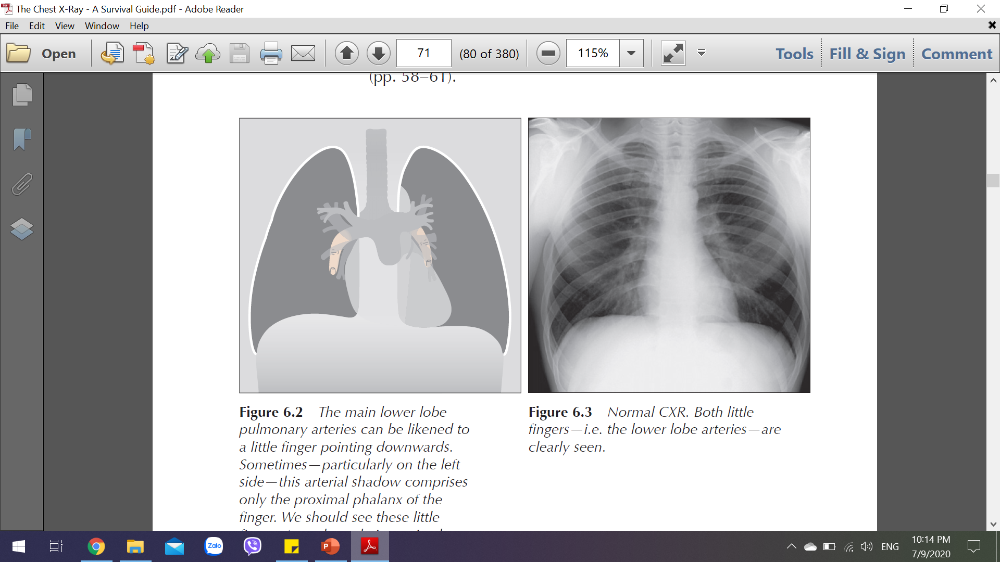 The Chest X-Ray - A Survival Guide.pdf - Adobe Reader
File Edit View Window Help
Open 71 (80 of 380) 115% Tools Fill & Sign Comment
(pp. 58–61).
Figure 6.2 The main lower lobe
pulmonary arteries can be likened to
a little finger pointing downwards.
Sometimes—particularly on the left
side—this arterial shadow comprises
only the proximal phalanx of the
finger. We should see these little
Figure 6.3 Normal CXR. Both little
fingers—i.e. the lower lobe arteries—are
clearly seen.
Zalo
ENG
10:14 PM
7/9/2020